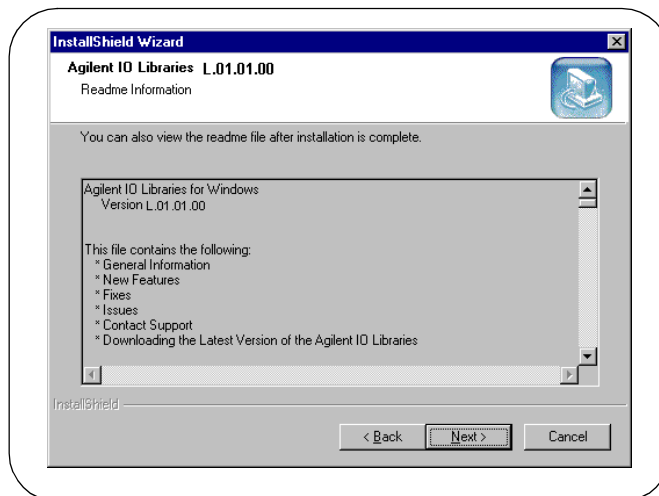 InstallShield Wizard
Agilent IO Libraries L.01.01.00
Readme Information
You can also view the readme file after installation is complete.
Agilent IO Libraries for Windows
Version L.01.01.00
This file contains the following:
* General Information
* New Features
* Fixes
* Issues
* Contact Support
* Downloading the Latest Version of the Agilent IO Libraries
InstallShield
< Back
Next >
Cancel